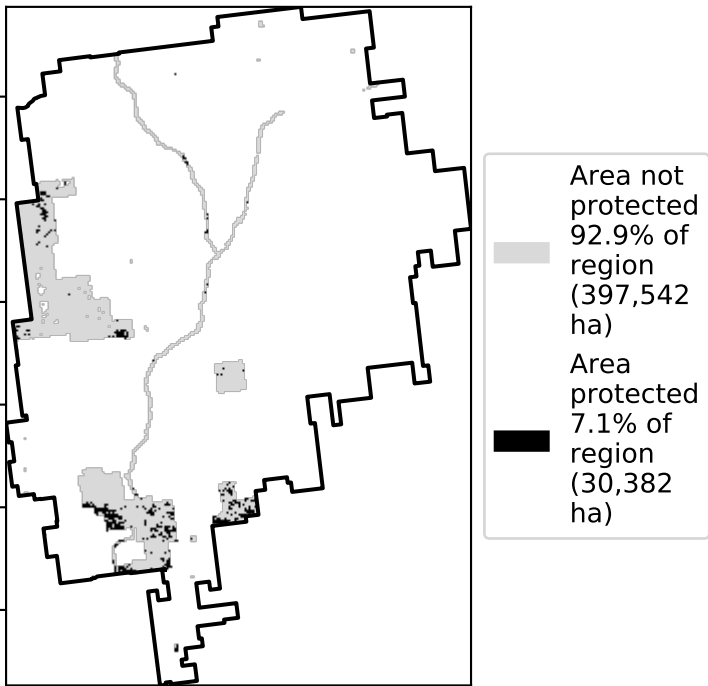 Area not
protected
92.9% of
region
(397,542
ha)
Area
protected
7.1% of
region
(30,382
ha)